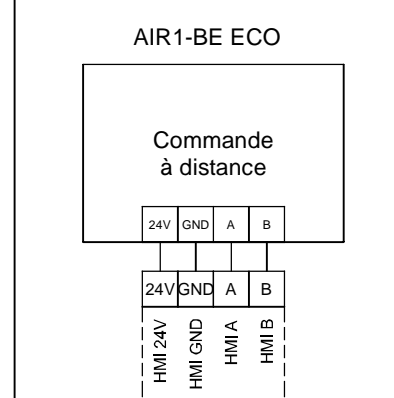 AIR1-BE ECO
Commande
à distance
24V GND A B
24V GND A B
HMI 24V
HMI GND
HMI A
HMI B